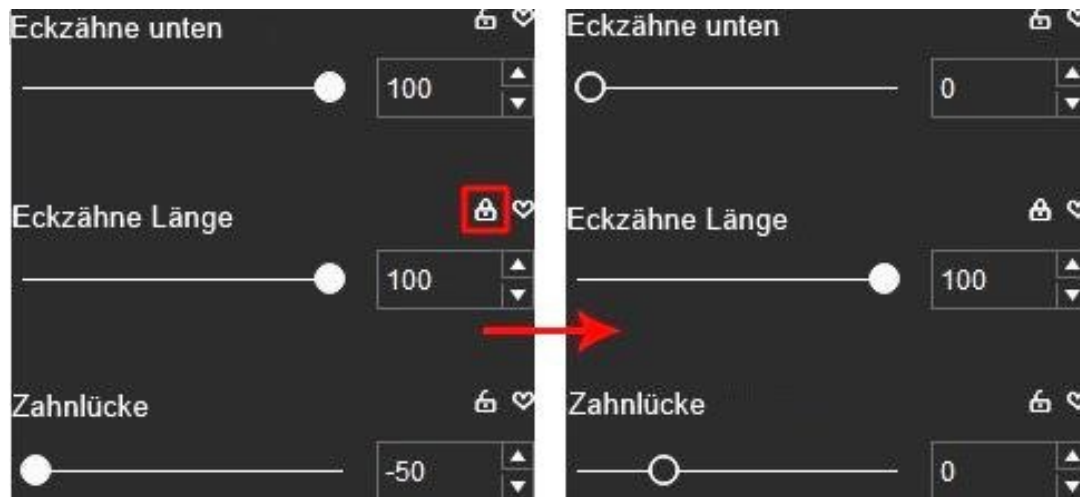 Eckzähne unten
100
Eckzähne Länge
100
Zahnlücke
-50
Eckzähne unten
0
Eckzähne Länge
100
Zahnlücke
0